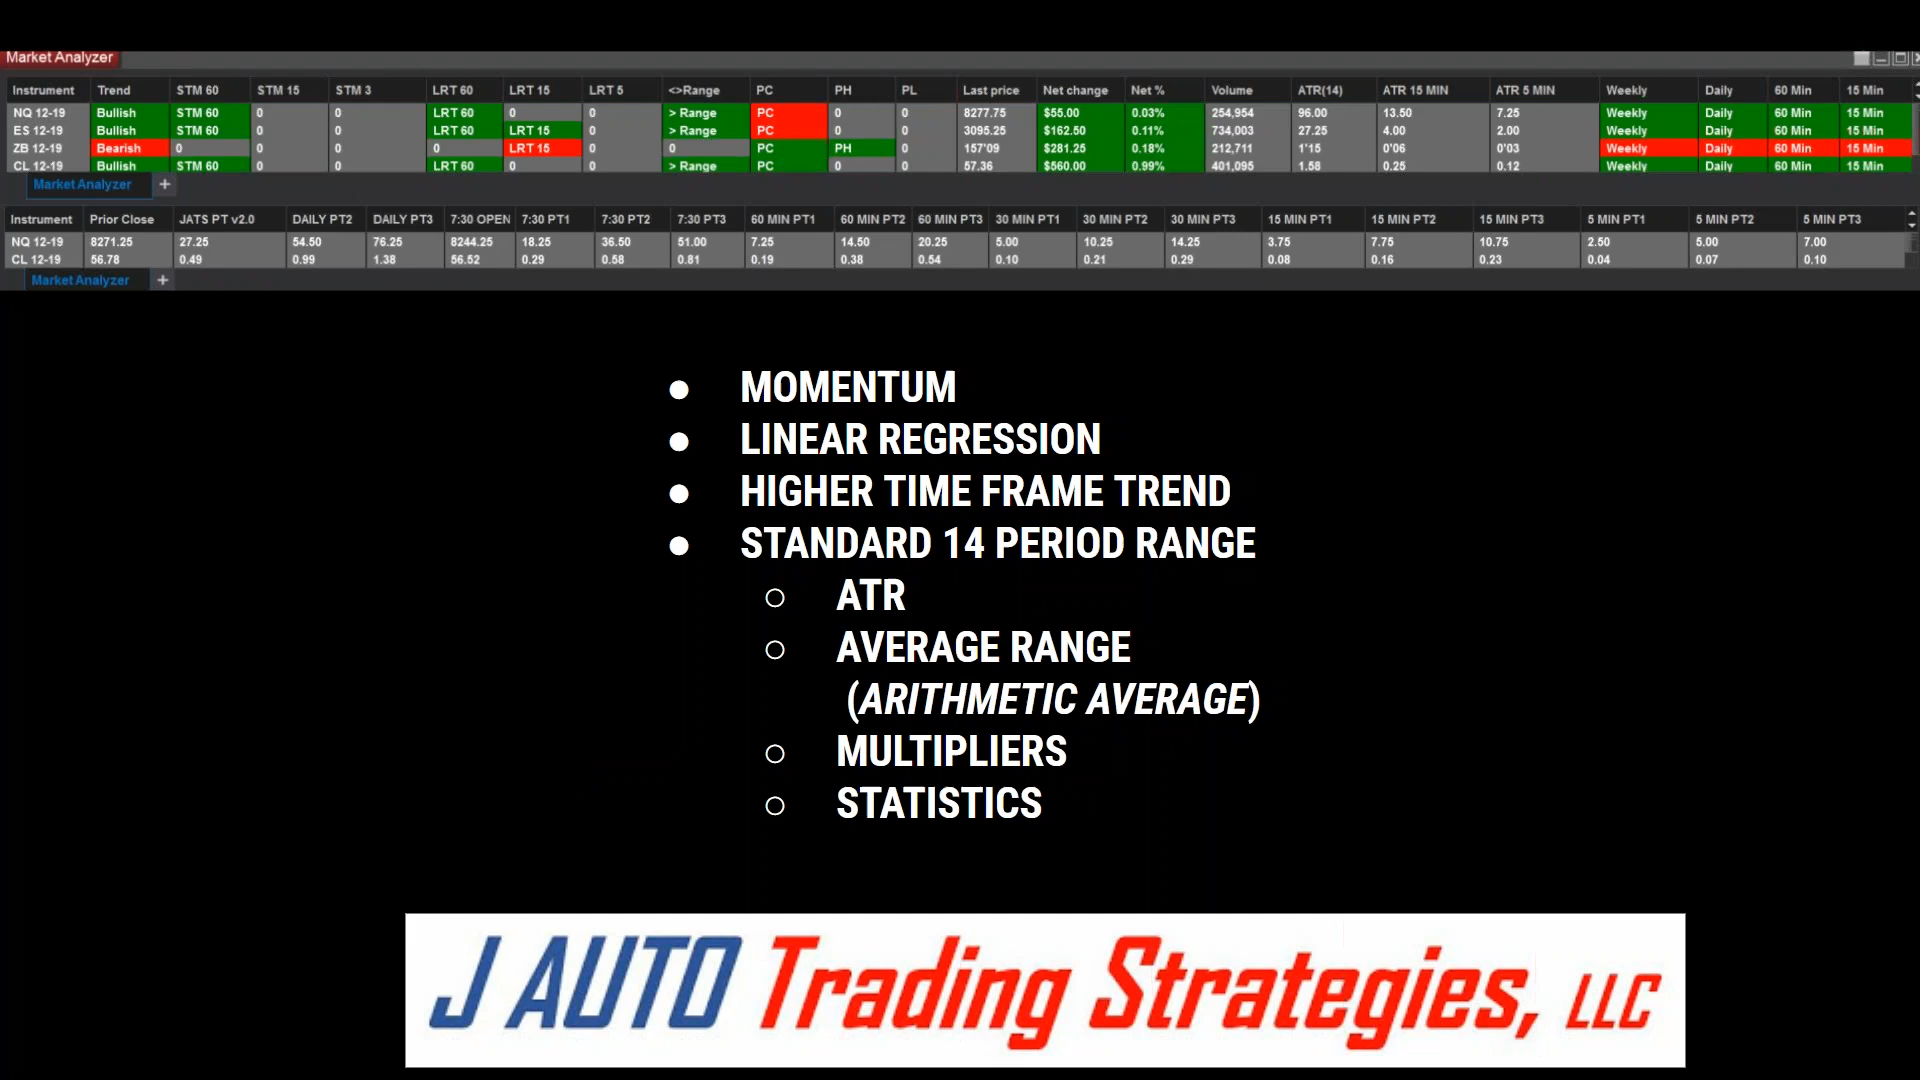 Market Analyzer
Instrument Trend STM 60 STM 15 STM 3 LRT 60 LRT 15 LRT 5 <>Range PC PH PL Last price Net change Net % Volume ATR(14) ATR 15 MIN ATR 5 MIN Weekly Daily 60 Min 15 Min
NQ 12-19 Bullish STM 60 0 0 LRT 60 0 0 > Range PC 0 0 8277.75 $55.00 0.03% 254,954 96.00 13.50 7.25 Weekly Daily 60 Min 15 Min
ES 12-19 Bullish STM 60 0 0 LRT 60 LRT 15 0 > Range PC 0 0 3095.25 $162.50 0.11% 734,003 27.25 4.00 2.00 Weekly Daily 60 Min 15 Min
ZB 12-19 Bearish 0 0 0 0 LRT 15 0 0 PC PH 0 157'09 $281.25 0.18% 212,711 1'15 0'06 0'03 Weekly Daily 60 Min 15 Min
CL 12-19 Bullish STM 60 0 0 LRT 60 0 0 > Range PC 0 0 57.36 $560.00 0.99% 401,095 1.58 0.25 0.12 Weekly Daily 60 Min 15 Min
Market Analyzer +
Instrument Prior Close JATS PT v2.0 DAILY PT2 DAILY PT3 7:30 OPEN 7:30 PT1 7:30 PT2 7:30 PT3 60 MIN PT1 60 MIN PT2 60 MIN PT3 30 MIN PT1 30 MIN PT2 30 MIN PT3 15 MIN PT1 15 MIN PT2 15 MIN PT3 5 MIN PT1 5 MIN PT2 5 MIN PT3
NQ 12-19 8271.25 27.25 54.50 76.25 8244.25 18.25 36.50 51.00 7.25 14.50 20.25 5.00 10.25 14.25 3.75 7.75 10.75 2.50 5.00 7.00
CL 12-19 56.78 0.49 0.99 1.38 56.52 0.29 0.58 0.81 0.19 0.38 0.54 0.10 0.21 0.29 0.08 0.16 0.23 0.04 0.07 0.10
Market Analyzer +
● MOMENTUM
● LINEAR REGRESSION
● HIGHER TIME FRAME TREND
● STANDARD 14 PERIOD RANGE
○ ATR
○ AVERAGE RANGE
(ARITHMETIC AVERAGE)
○ MULTIPLIERS
○ STATISTICS
J AUTO Trading Strategies, LLC